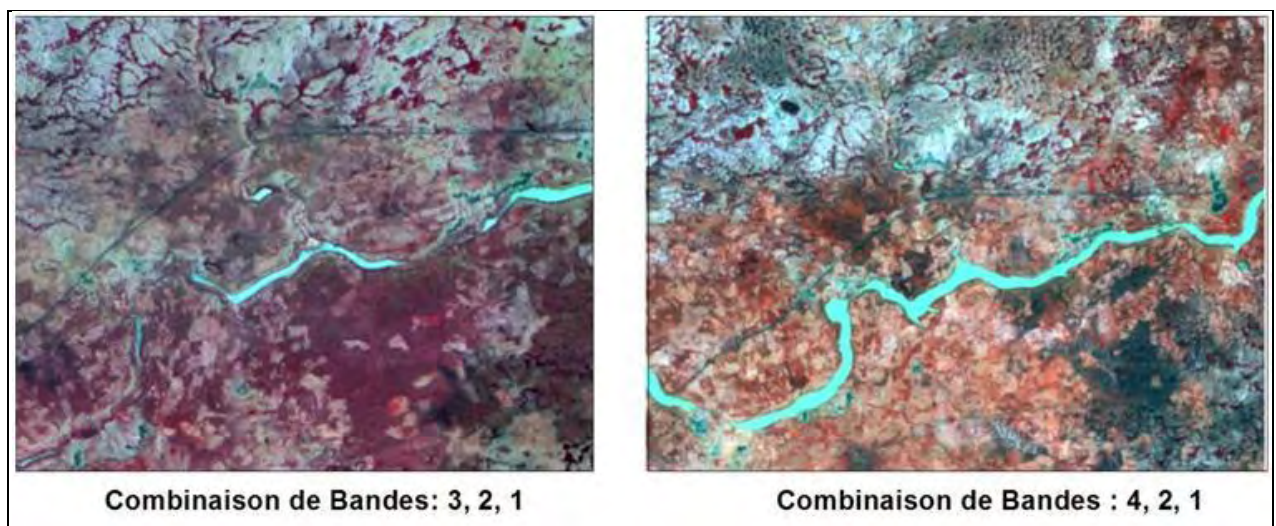 Combinaison de Bandes: 3, 2, 1
Combinaison de Bandes : 4, 2, 1